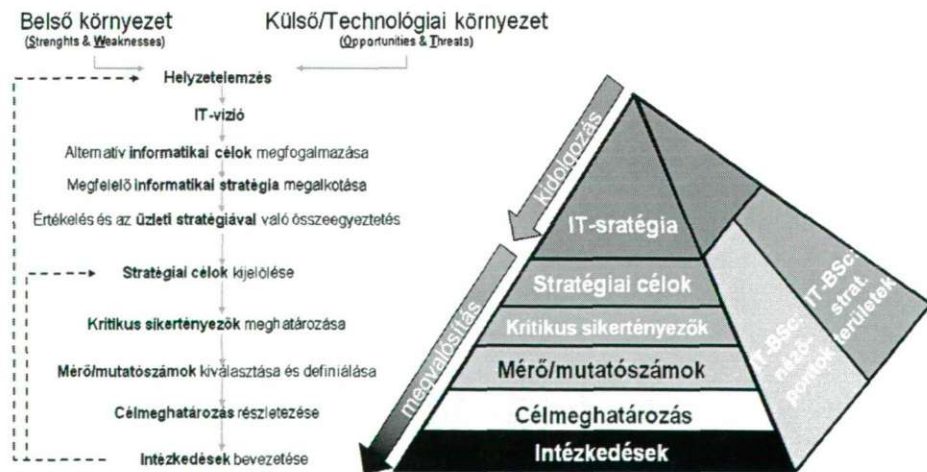 Belső környezet
(Strenghts & Weaknesses)
Külső/Technológiai környezet
(Opportunities & Threats)
Helyzetelemzés
IT-vízió
Alternatív informatikai célok megfogalmazása
Megfelelő informatikai stratégia megalkotása
Értékelés és az üzleti stratégiával való összeegyeztetés
Stratégiai célok kijelölése
Kritikus sikertényezők meghatározása
Mérő/mutatószámok kiválasztása és definiálása
Célmeghatározás részletezése
Intézkedések bevezetése
kidolgozás
megvalósítás
IT-sratégia
Stratégiai célok
Kritikus sikertényezők
Mérő/mutatószámok
Célmeghatározás
Intézkedések
IT-BSc:
néző-
pontok
IT-BSc:
strat.
területek